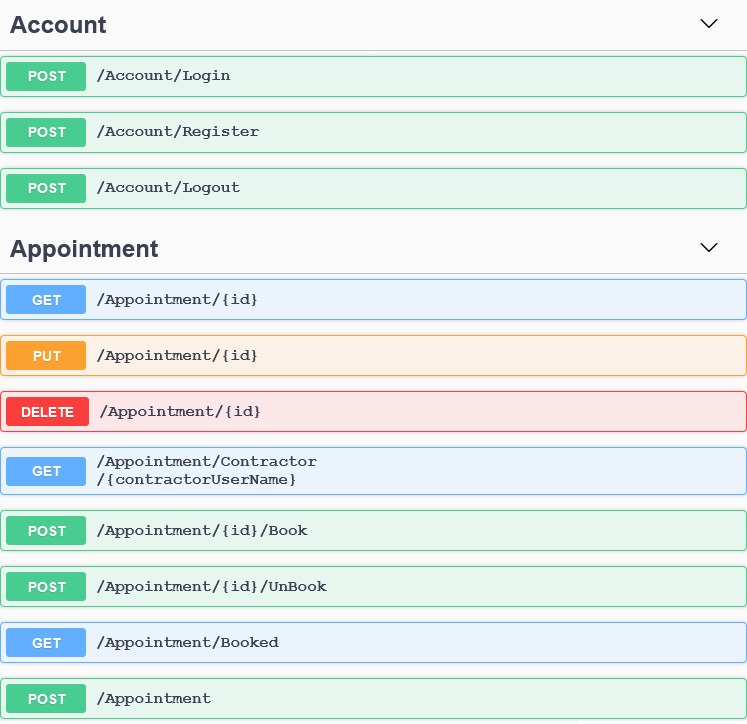 Account
POST /Account/Login
POST /Account/Register
POST /Account/Logout
Appointment
GET /Appointment/{id}
PUT /Appointment/{id}
DELETE /Appointment/{id}
GET /Appointment/Contractor
/{contractorUserName}
POST /Appointment/{id}/Book
POST /Appointment/{id}/UnBook
GET /Appointment/Booked
POST /Appointment